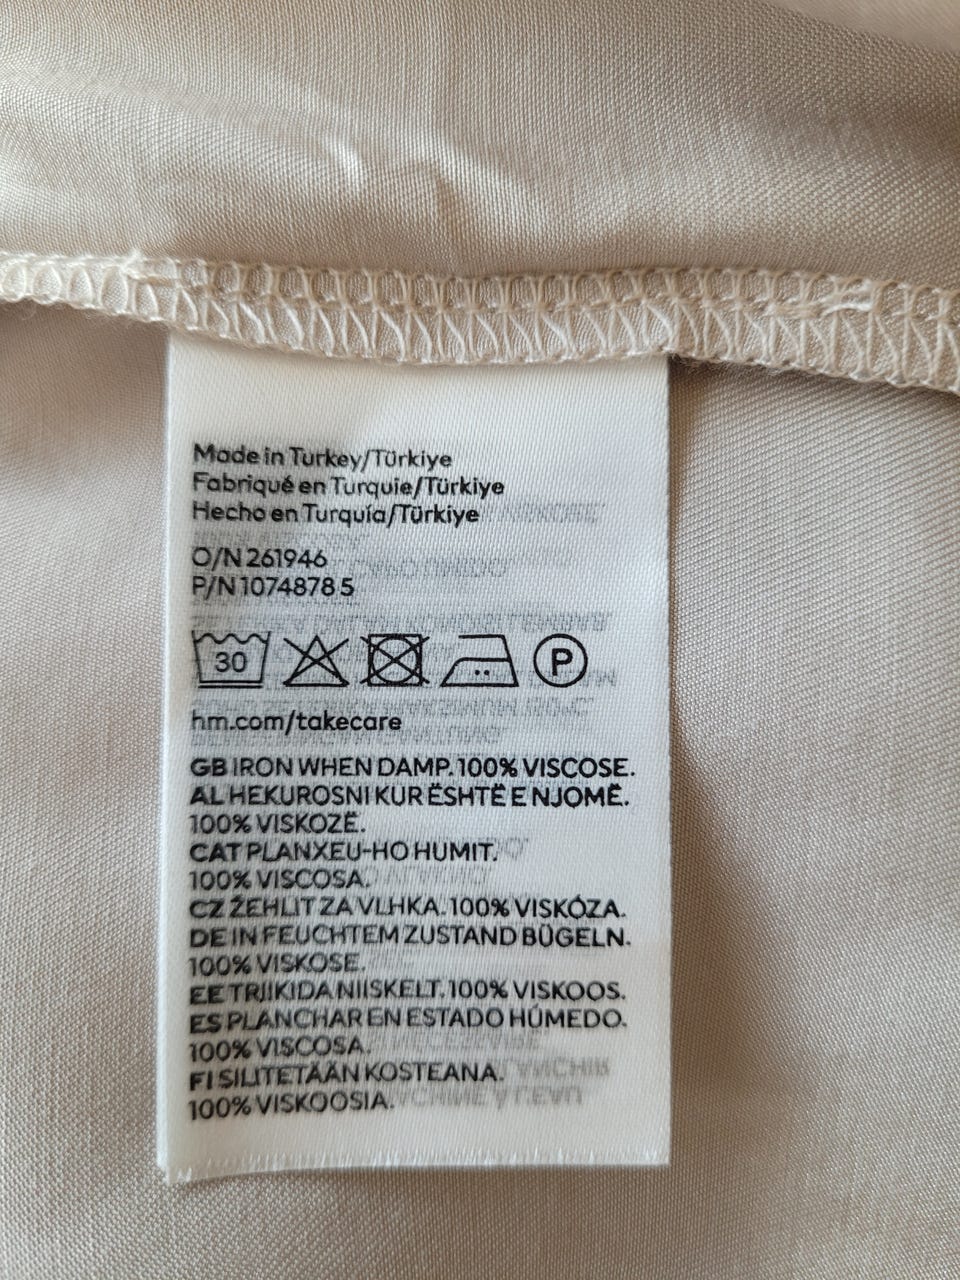 Made in Turkey/Türkiye
Fabriqué en Turquie/Türkiye
Hecho en Turquía/Türkiye
O/N 261946
P/N 1074878 5
30 P
hm.com/takecare
GB IRON WHEN DAMP. 100% VISCOSE.
AL HEKUROSNI KUR ËSHTË E NJOMË.
100% VISKOZË.
CAT PLANXEU-HO HUMIT.
100% VISCOSA.
CZ ŽEHLIT ZA VLHKA. 100% VISKÓZA.
DE IN FEUCHTEM ZUSTAND BÜGELN.
100% VISKOSE.
EE TRIIKIDA NIISKELT. 100% VISKOOS.
ES PLANCHAR EN ESTADO HÚMEDO.
100% VISCOSA.
FI SILITETÄÄN KOSTEANA.
100% VISKOOSIA.